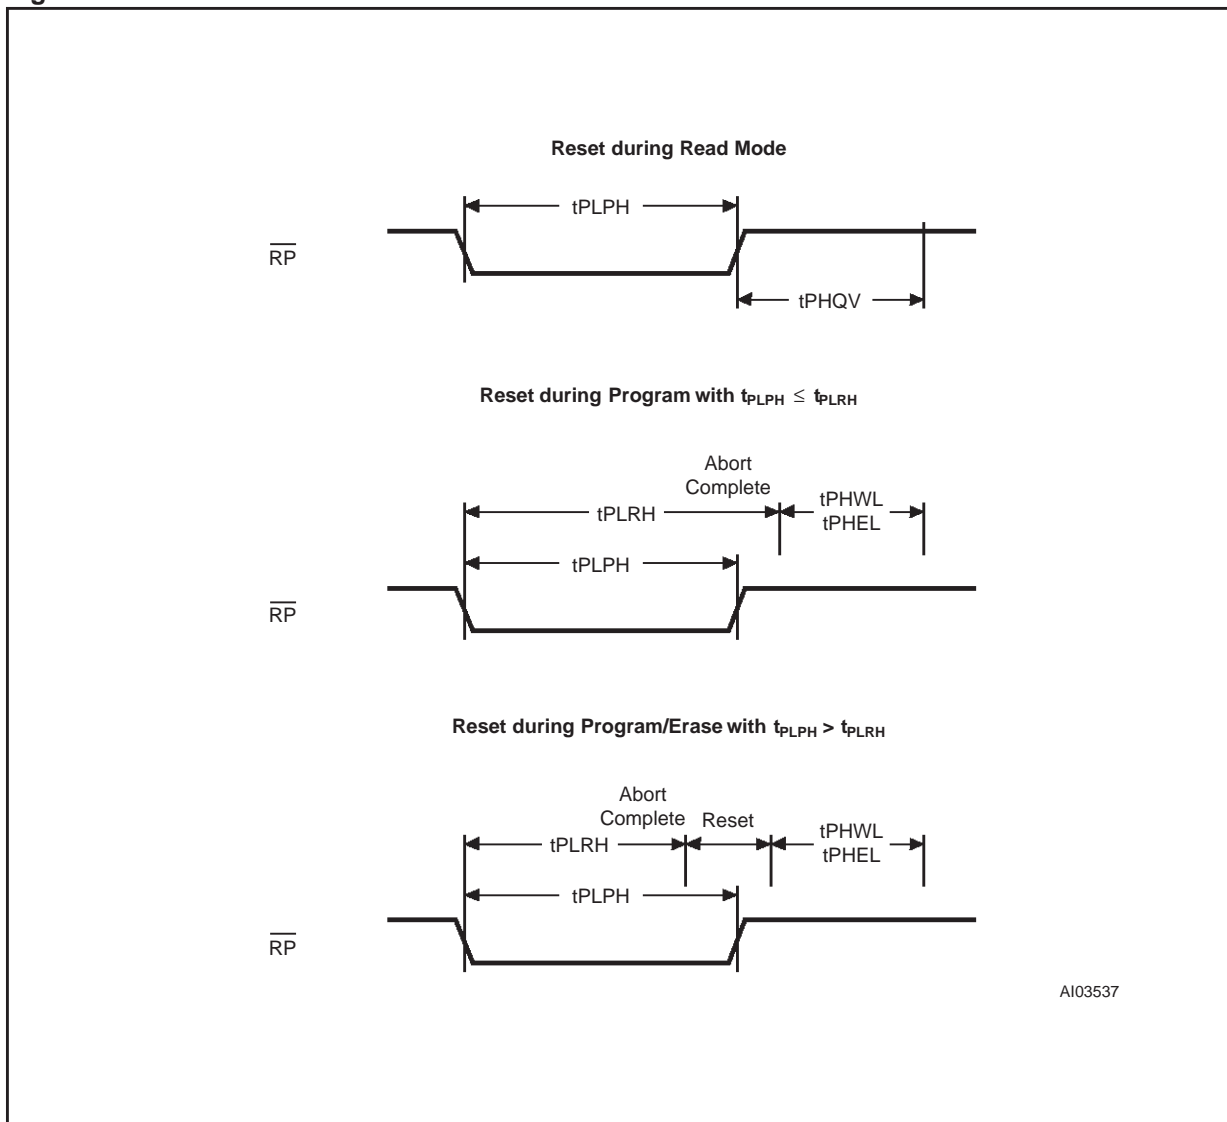 Reset during Read Mode
tPLPH
RP
tPHQV
Reset during Program with tPLPH ≤ tPLRH
Abort
Complete
tPHWL
tPHEL
tPLRH
tPLPH
RP
Reset during Program/Erase with tPLPH > tPLRH
Abort
Complete
Reset
tPHWL
tPHEL
tPLRH
tPLPH
RP
AI03537